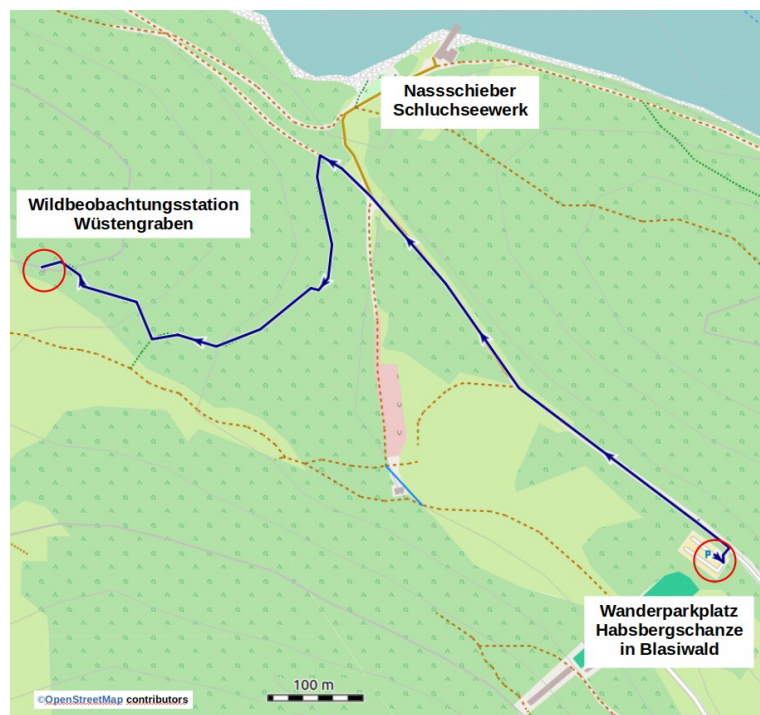 Nassschieber
Schluchseewerk
Wildbeobachtungsstation
Wüstengraben
P
Wanderparkplatz
Habsbergschanze
in Blasiwald
100 m
©OpenStreetMap contributors